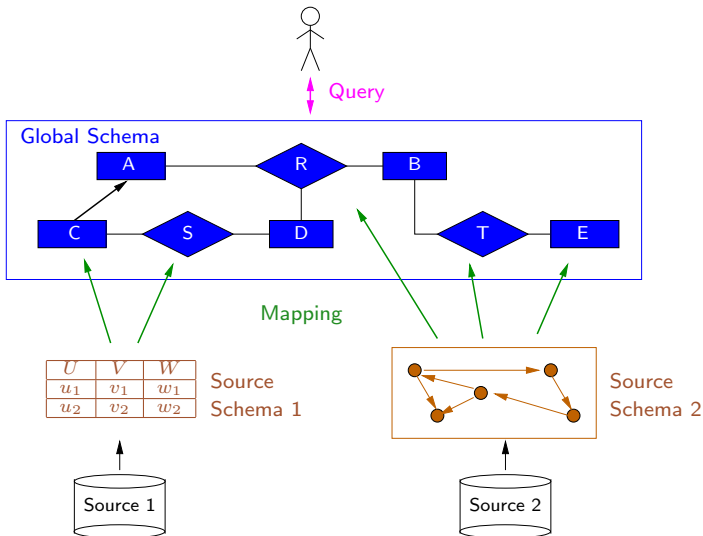 Query
Global Schema
A R B
C S D T E
Mapping
U V W
u₁ v₁ w₁
u₂ v₂ w₂
Source
Schema 1
Source
Schema 2
Source 1
Source 2